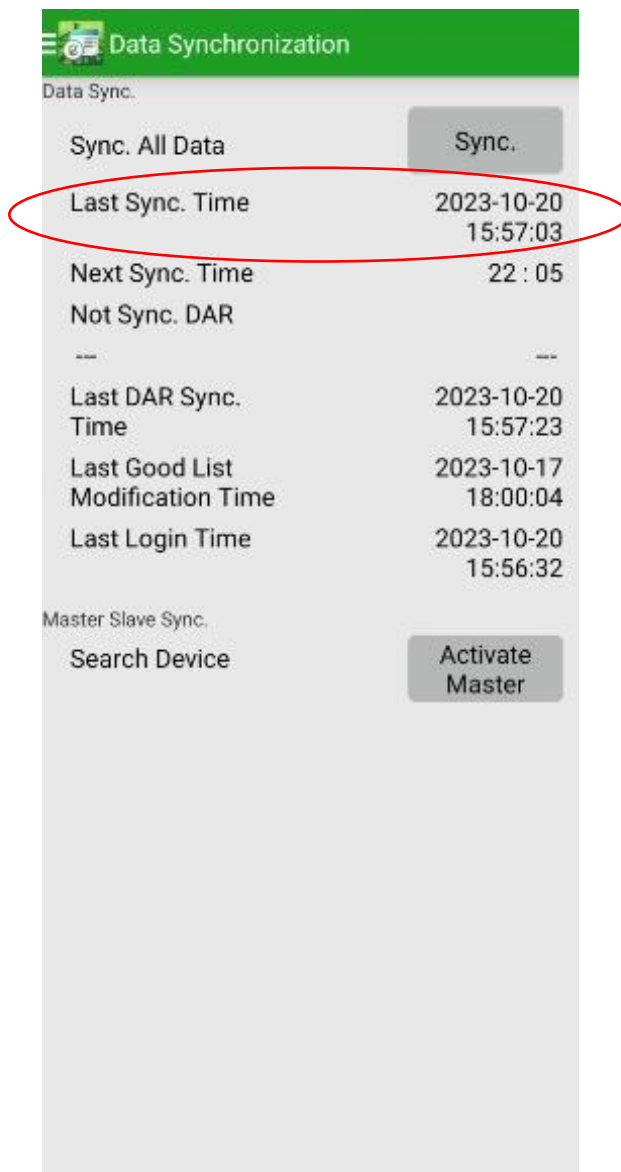 Data Synchronization
Data Sync.
Sync. All Data
Sync.
Last Sync. Time
2023-10-20
15:57:03
Next Sync. Time
22 : 05
Not Sync. DAR
---
---
Last DAR Sync.
Time
2023-10-20
15:57:23
Last Good List
Modification Time
2023-10-17
18:00:04
Last Login Time
2023-10-20
15:56:32
Master Slave Sync.
Search Device
Activate
Master